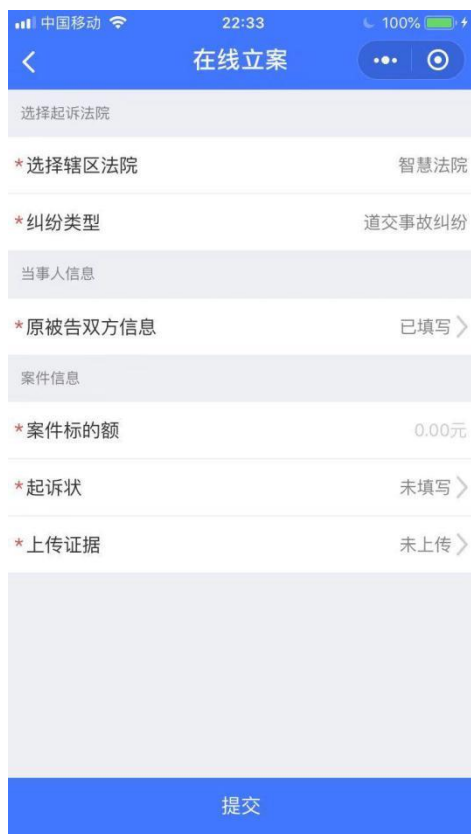 中国移动 22:33 100%
在线立案
选择起诉法院
*选择辖区法院 智慧法院
*纠纷类型 道交事故纠纷
当事人信息
*原被告双方信息 已填写
案件信息
*案件标的额 0.00元
*起诉状 未填写
*上传证据 未上传
提交